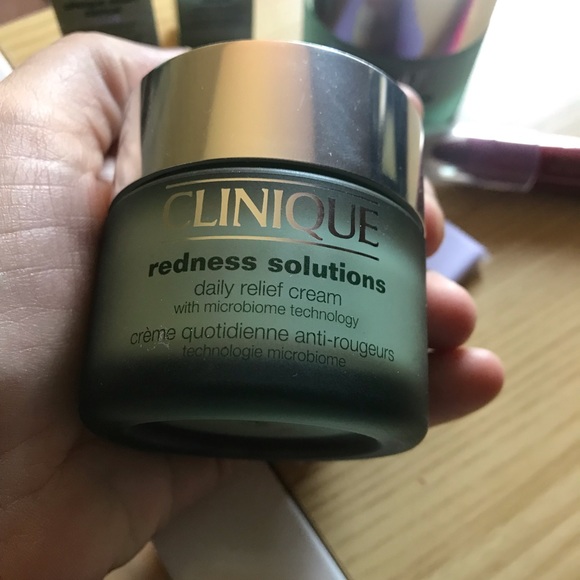 CLINIQUE
redness solutions
daily relief cream
with microbiome technology
crème quotidienne anti-rougeurs
technologie microbiome